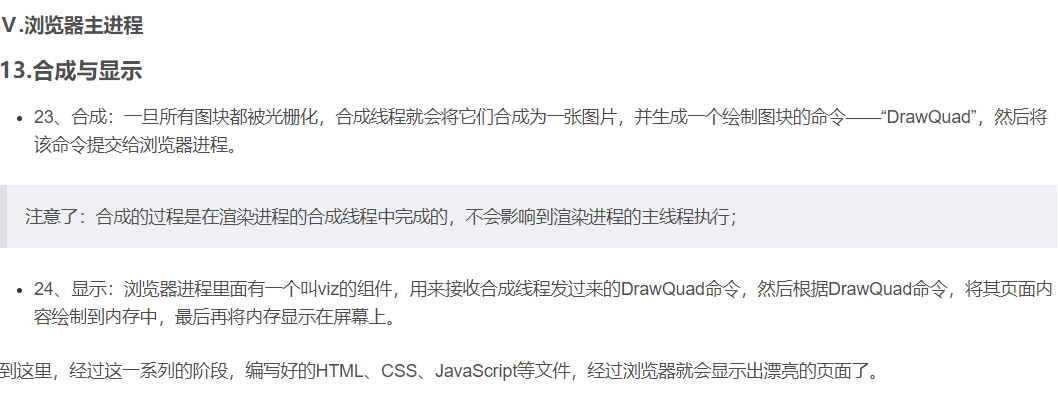 Ⅴ.浏览器主进程
13.合成与显示
23、合成：一旦所有图块都被光栅化，合成线程就会将它们合成为一张图片，并生成一个绘制图块的命令——“DrawQuad”，然后将
该命令提交给浏览器进程。
注意了：合成的过程是在渲染进程的合成线程中完成的，不会影响到渲染进程的主线程执行；
24、显示：浏览器进程里面有一个叫viz的组件，用来接收合成线程发过来的DrawQuad命令，然后根据DrawQuad命令，将其页面内
容绘制到内存中，最后再将内存显示在屏幕上。
到这里，经过这一系列的阶段，编写好的HTML、CSS、JavaScript等文件，经过浏览器就会显示出漂亮的页面了。